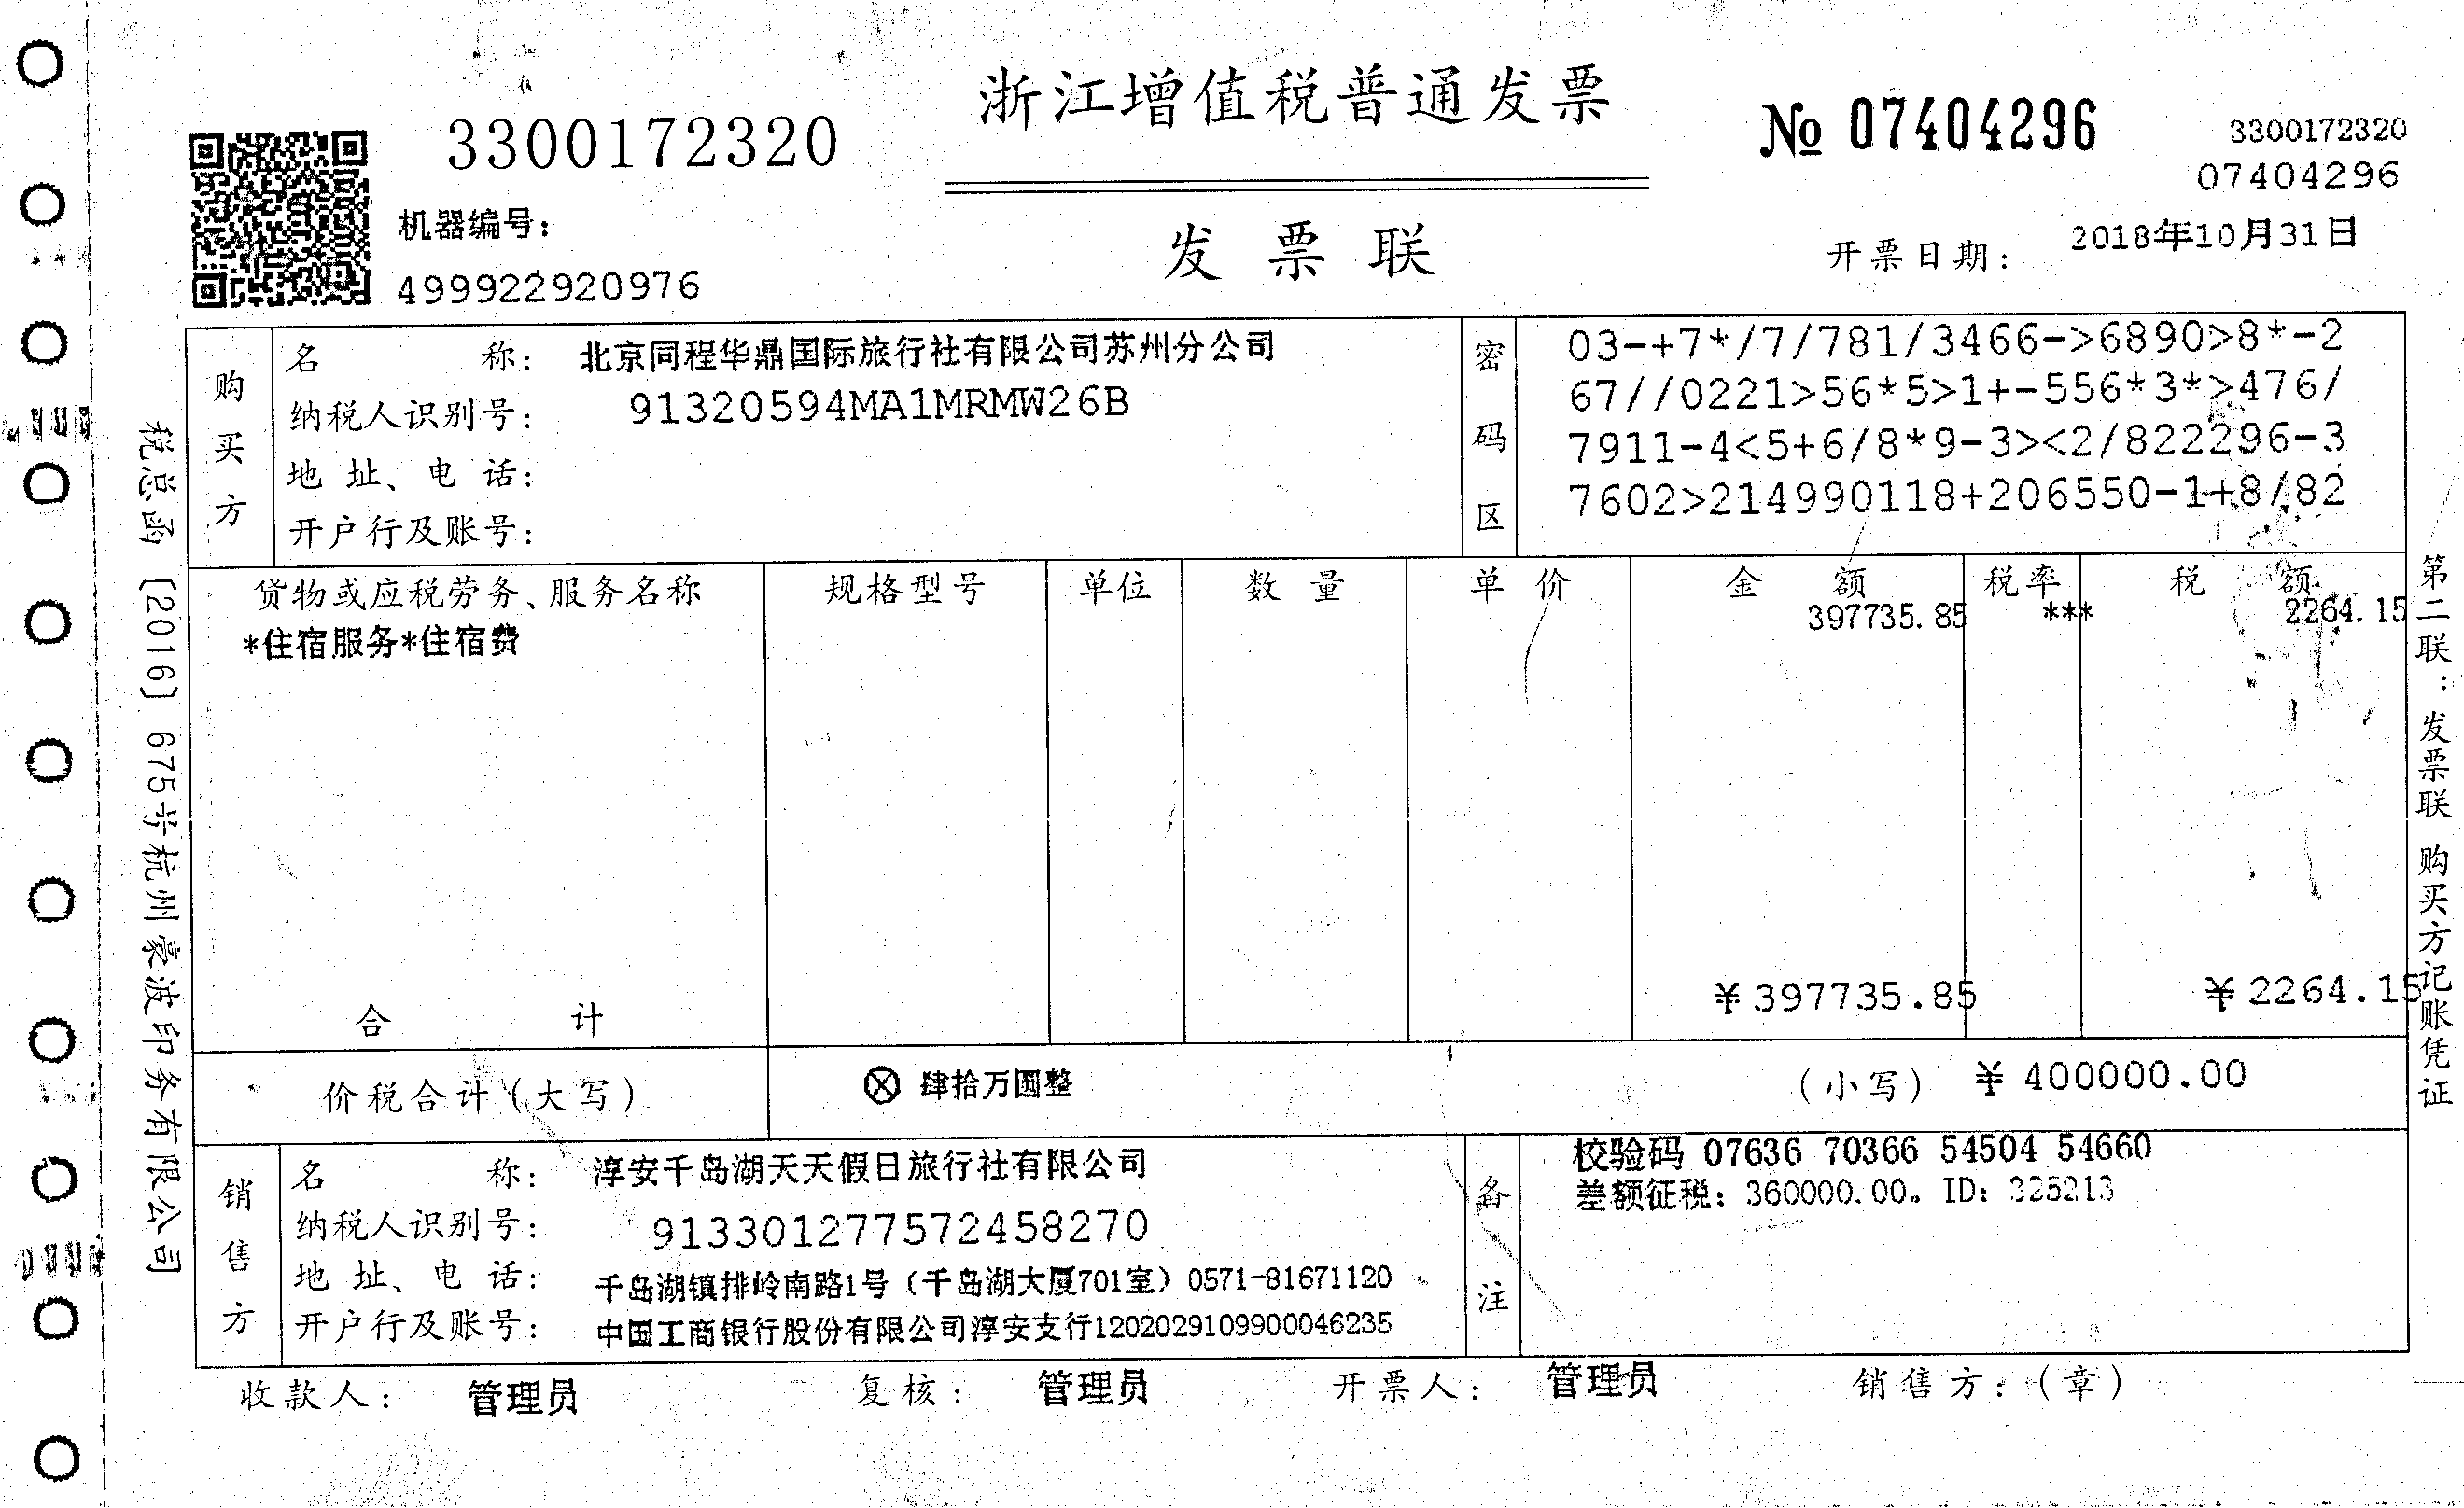 浙江增值税普通发票
3300172320
№ 07404296
3300172320
07404296
机器编号:
499922920976
发票联
开票日期: 2018年10月31日
购买方
名称: 北京同程华鼎国际旅行社有限公司苏州分公司
纳税人识别号: 91320594MA1MRMW26B
地址、电话:
开户行及账号:
密码区
03-+7*/7/781/3466->6890>8*-2
67//0221>56*5>1+-556*3*>476/
7911-4<5+6/8*9-3><2/822296-3
7602>214990118+206550-1+8/82
货物或应税劳务、服务名称 规格型号 单位 数量 单价 金额 税率 税额
*住宿服务*住宿费 397735.85 *** 2264.15
合计 ¥397735.85 ¥2264.15
价税合计(大写) ⊗ 肆拾万圆整 (小写) ¥400000.00
销售方
名称: 淳安千岛湖天天假日旅行社有限公司
纳税人识别号: 913301277572458270
地址、电话: 千岛湖镇排岭南路1号(千岛湖大厦701室)0571-81671120
开户行及账号: 中国工商银行股份有限公司淳安支行1202029109900046235
备注
校验码 07636 70366 54504 54660
差额征税: 360000.00。ID: 325213
收款人: 管理员 复核: 管理员 开票人: 管理员 销售方:(章)
税总函〔2016〕675号杭州豪波印务有限公司
第二联:发票联 购买方记账凭证